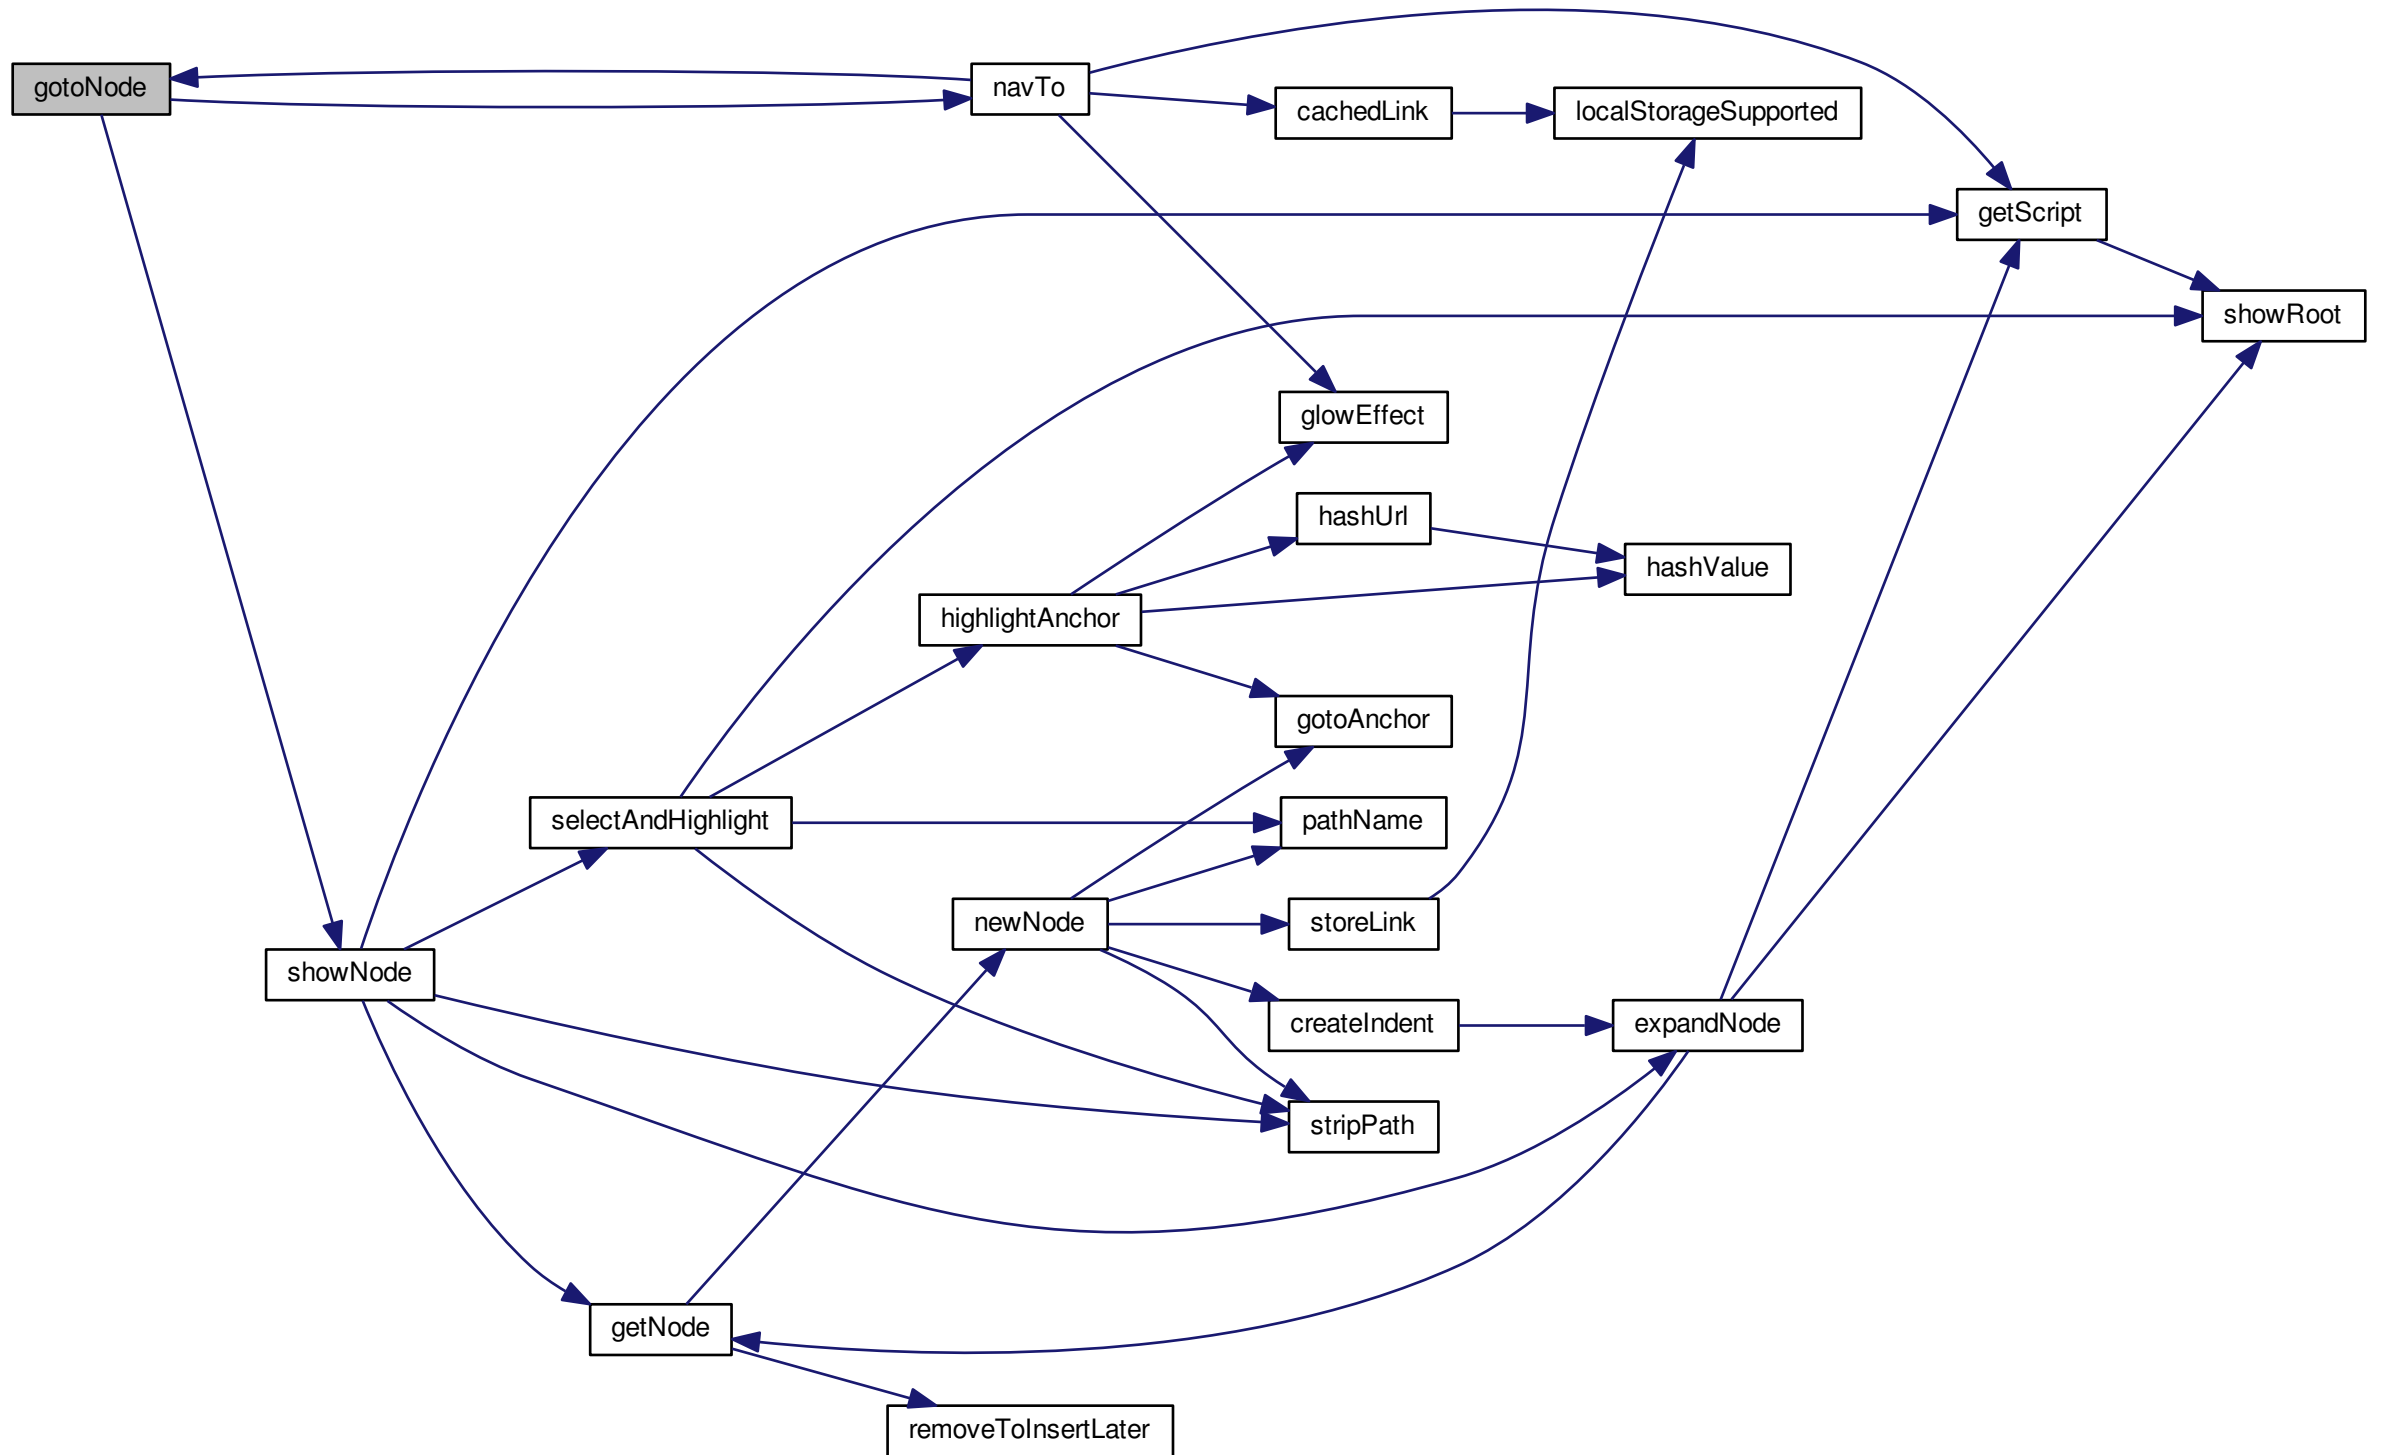 gotoNode
navTo
cachedLink
localStorageSupported
getScript
showRoot
glowEffect
hashUrl
hashValue
highlightAnchor
gotoAnchor
selectAndHighlight
pathName
newNode
storeLink
showNode
createIndent
expandNode
stripPath
getNode
removeToInsertLater